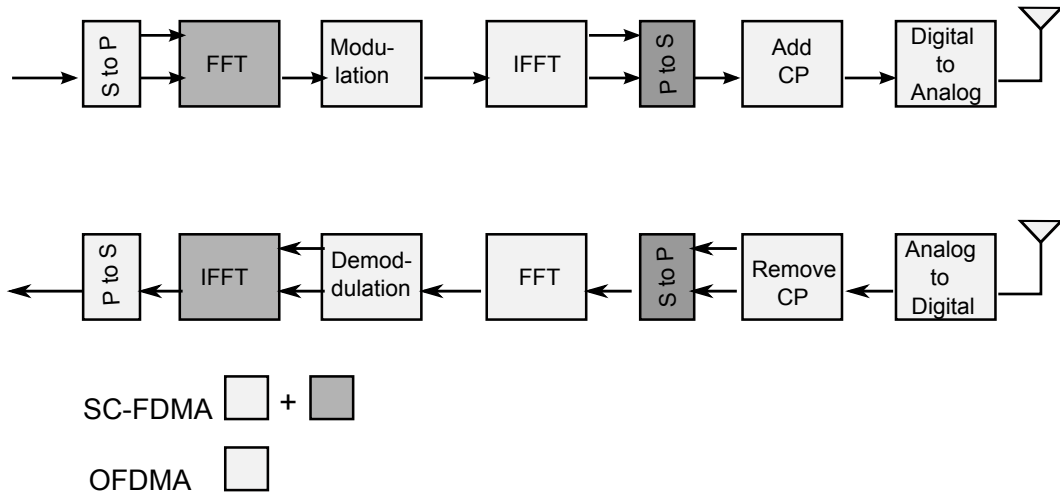 S to P
FFT
Modu-
lation
IFFT
P to S
Add
CP
Digital
to
Analog
P to S
IFFT
Demod-
dulation
FFT
S to P
Remove
CP
Analog
to
Digital
SC-FDMA +
OFDMA